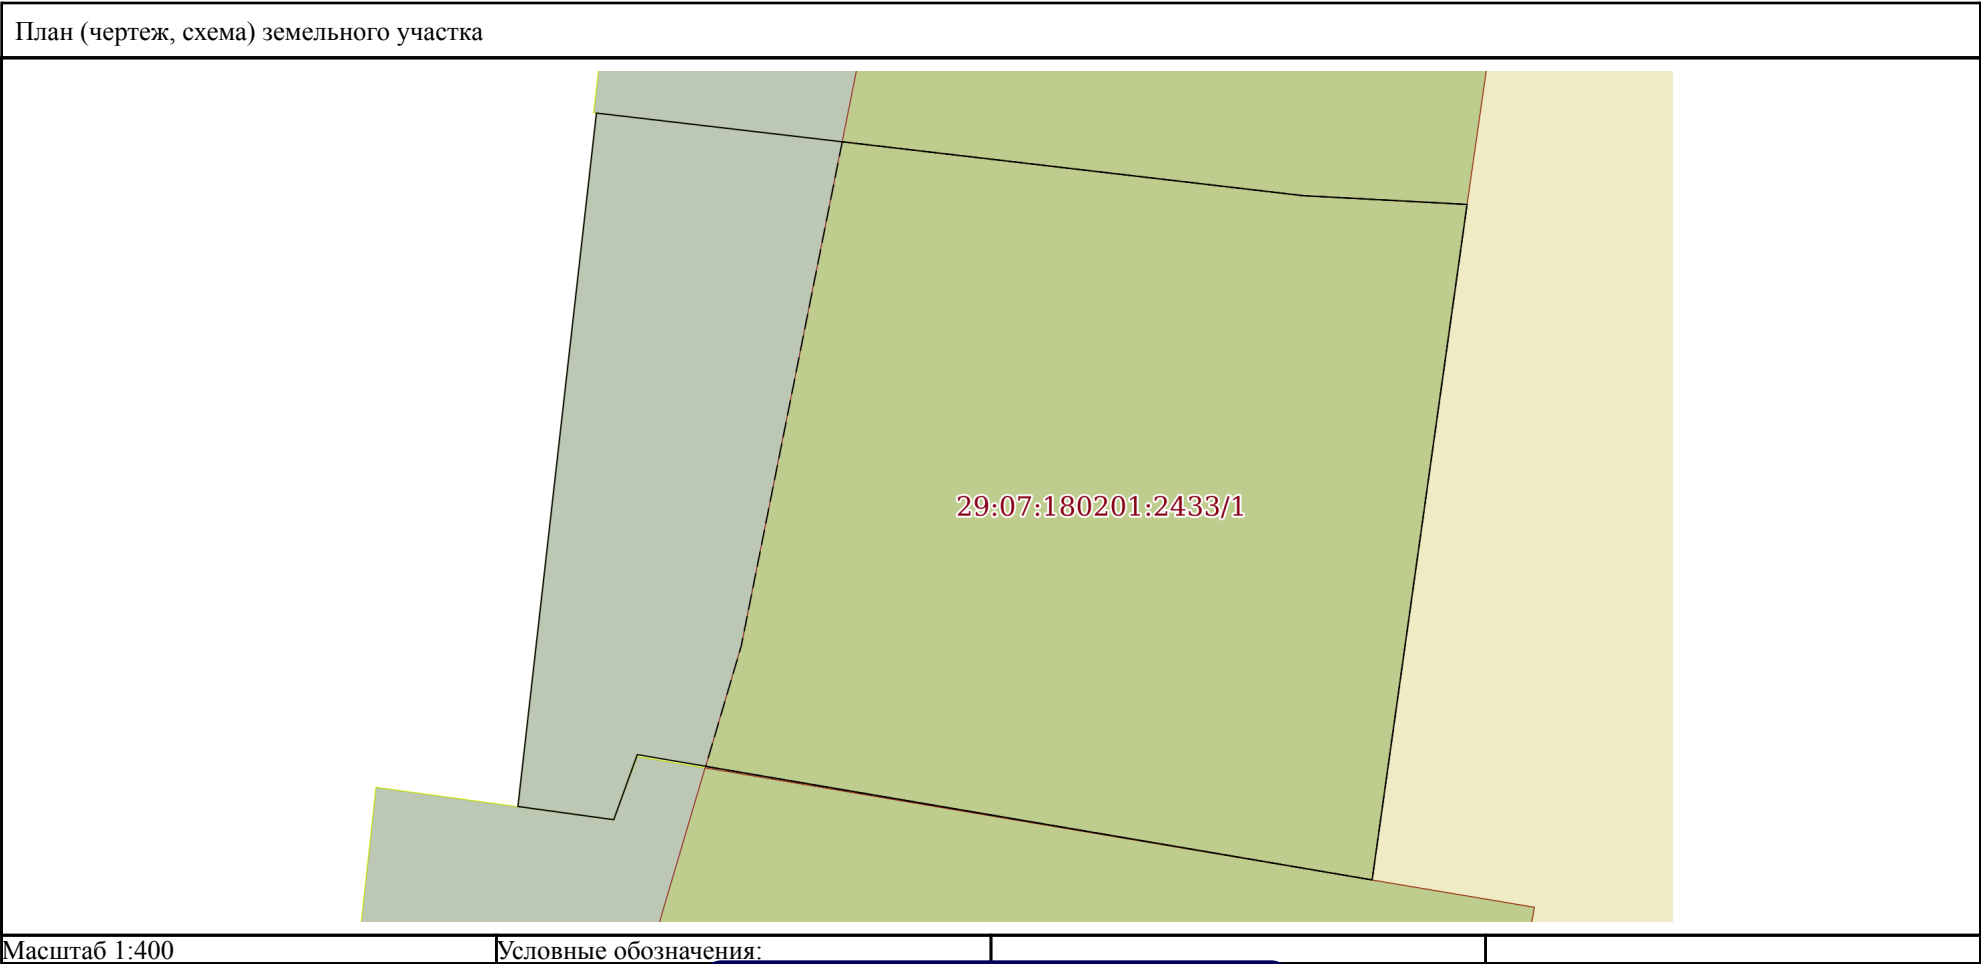 План (чертеж, схема) земельного участка
29:07:180201:2433/1
Масштаб 1:400
Условные обозначения: